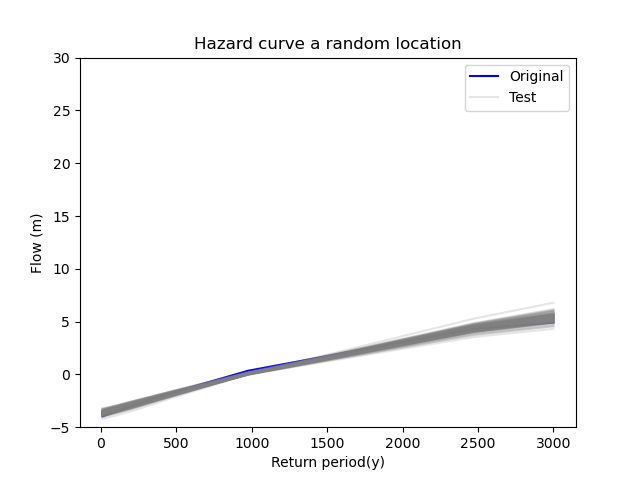 Hazard curve a random location
Original
Test
30
25
20
15
10
5
0
−5
Flow (m)
0 500 1000 1500 2000 2500 3000
Return period(y)